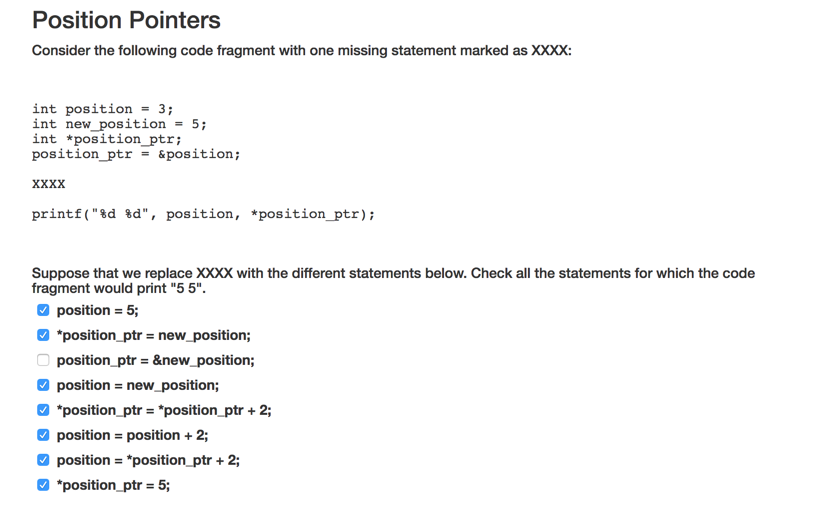 Position Pointers
Consider the following code fragment with one missing statement marked as XXXX:
int position = 3;
int new_position = 5;
int *position_ptr;
position_ptr = &position;
XXXX
printf("%d %d", position, *position_ptr);
Suppose that we replace XXXX with the different statements below. Check all the statements for which the code
fragment would print "5 5".
position = 5;
*position_ptr = new_position;
position_ptr = &new_position;
position = new_position;
*position_ptr = *position_ptr + 2;
position = position + 2;
position = *position_ptr + 2;
*position_ptr = 5;